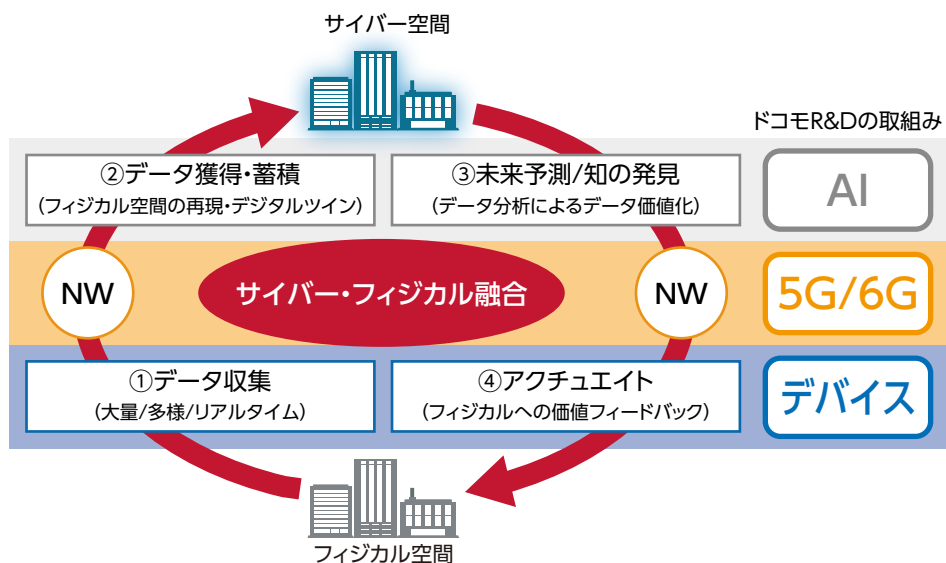 サイバー空間
ドコモR&Dの取組み
②データ獲得・蓄積
(フィジカル空間の再現・デジタルツイン)
③未来予測/知の発見
(データ分析によるデータ価値化)
AI
NW
サイバー・フィジカル融合
NW
5G/6G
①データ収集
(大量/多様/リアルタイム)
④アクチュエイト
(フィジカルへの価値フィードバック)
デバイス
フィジカル空間